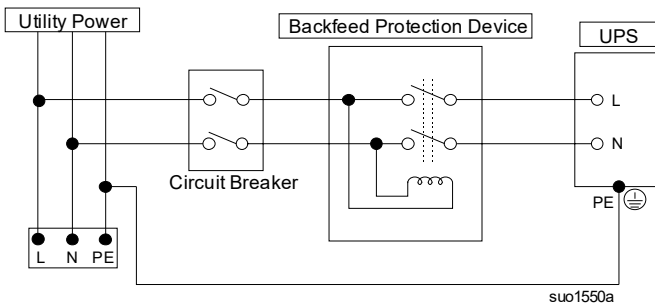 Utility Power
Backfeed Protection Device
UPS
L
N
Circuit Breaker
PE
L N PE
suo1550a